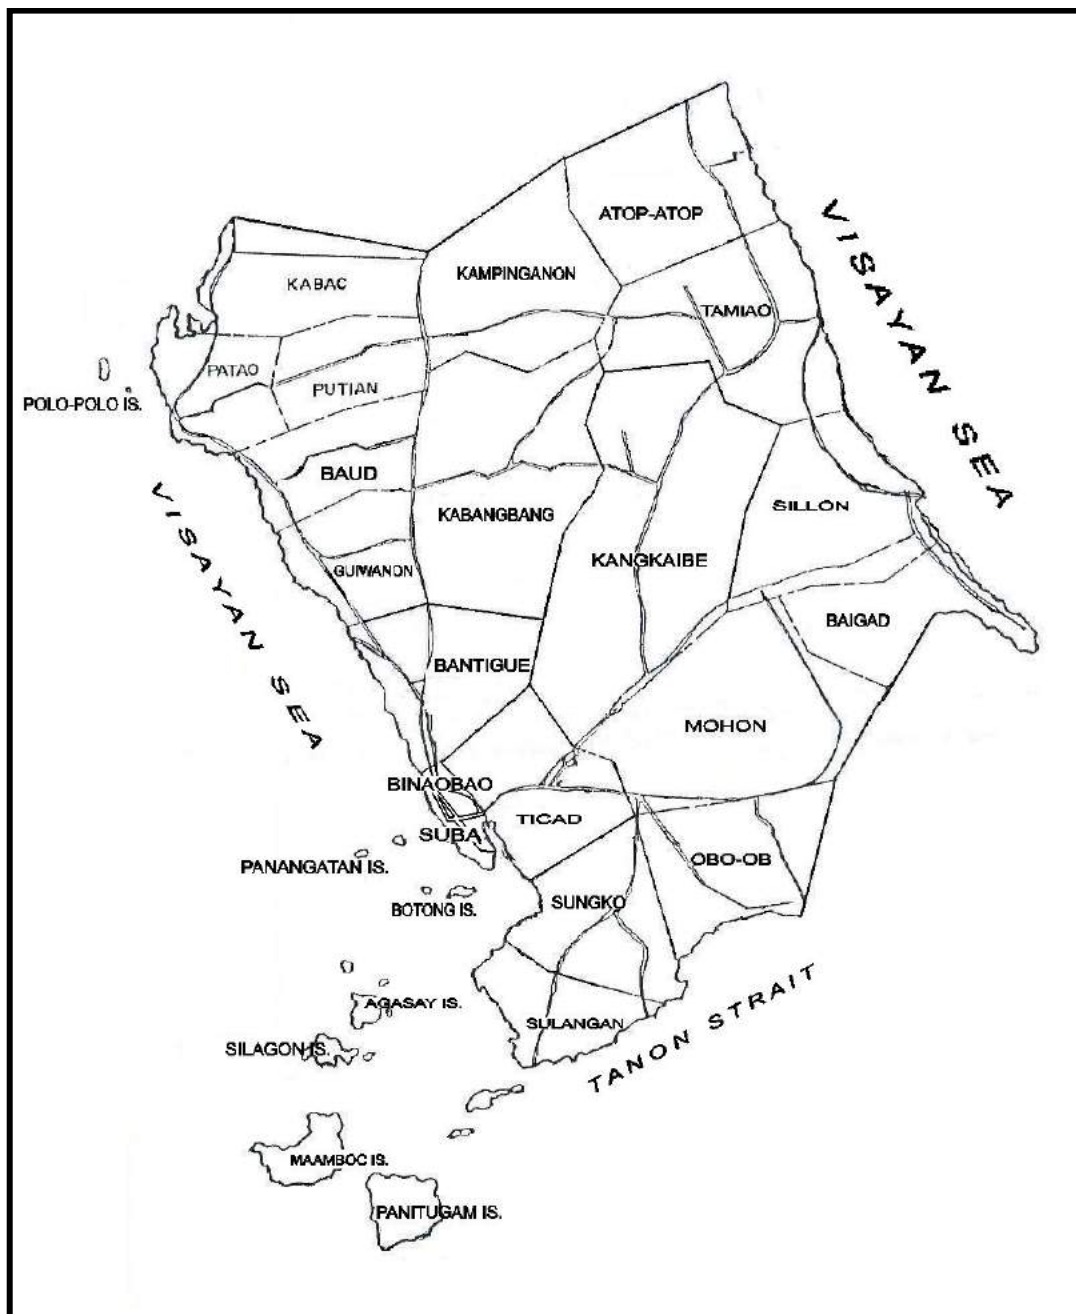 ATOP-ATOP
VISAYAN SEA
KAMPINGANON
KABAC
TAMIAO
PATAO
PUTIAN
POLO-POLO IS.
BAUD
VISAYAN SEA
KABANGBANG
SILLON
GUIWANON
KANGKAIBE
BAIGAD
BANTIGUE
MOHON
BINAOBAO
TICAD
SUBA
PANANGATAN IS.
OBO-OB
BOTONG IS.
SUNGKO
AGASAY IS.
SULANGAN
TANON STRAIT
SILAGON IS.
MAAMBOC IS.
PANITUGAM IS.